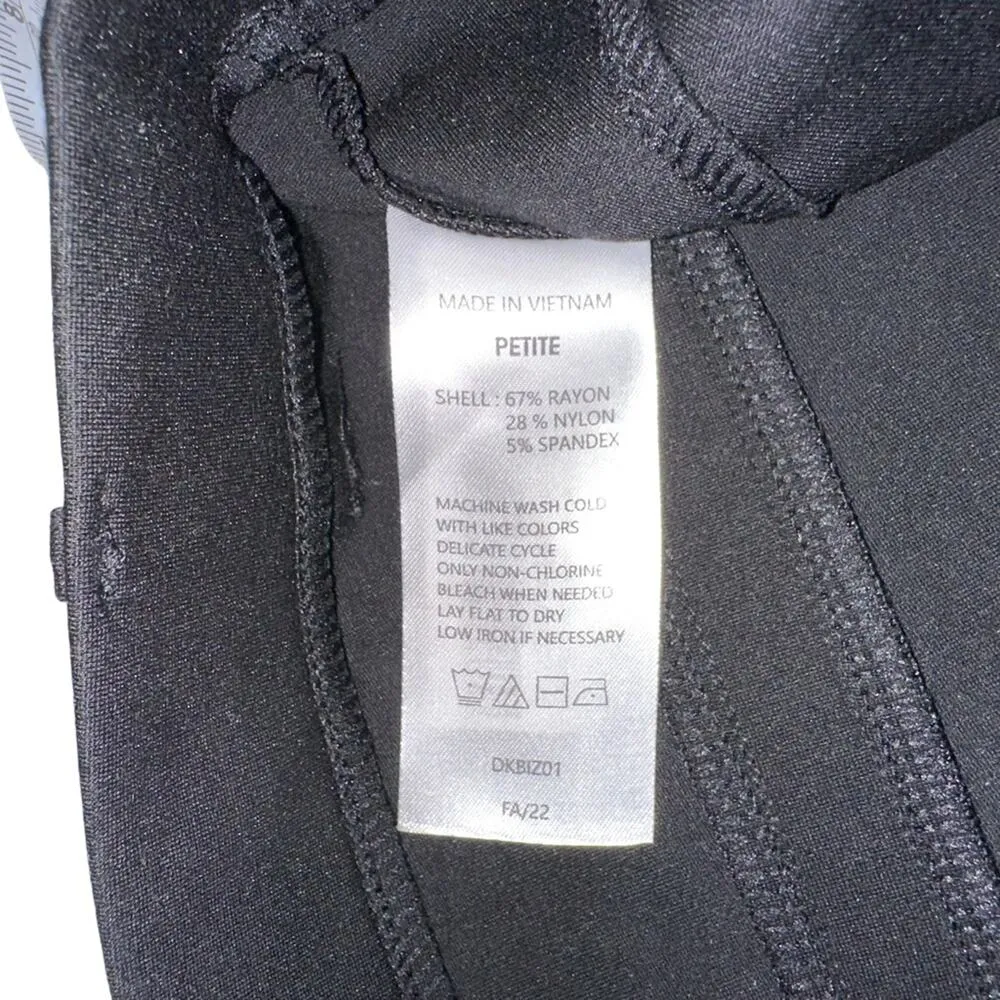 8
MADE IN VIETNAM
PETITE
SHELL : 67% RAYON
28 % NYLON
5% SPANDEX
MACHINE WASH COLD
WITH LIKE COLORS
DELICATE CYCLE
ONLY NON-CHLORINE
BLEACH WHEN NEEDED
LAY FLAT TO DRY
LOW IRON IF NECESSARY
DKBIZ01
FA/22